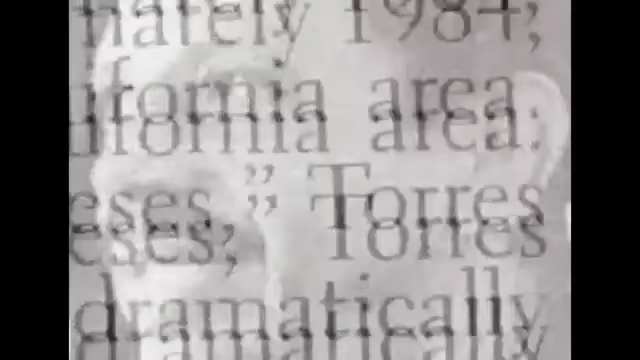 nately 1984;
ifornia area
eses,” Torres
dramatically